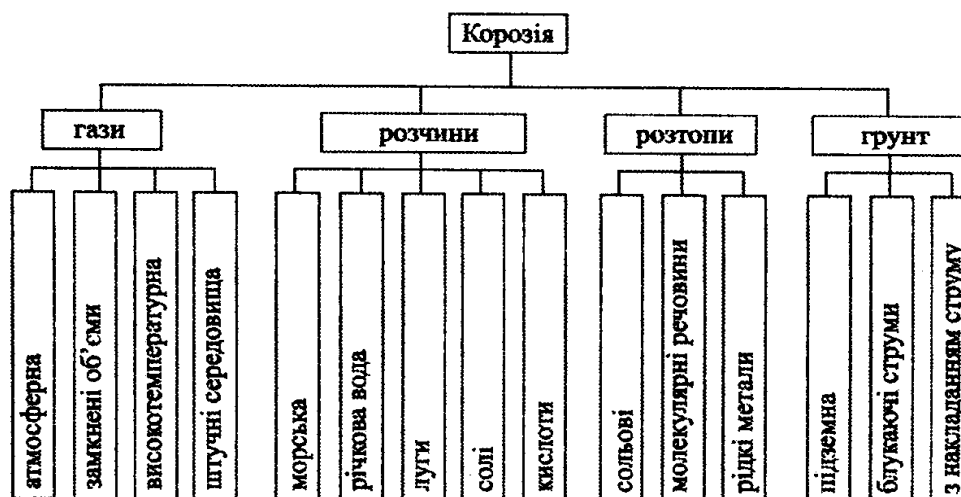 Корозія
гази
розчини
розтопи
грунт
атмосферна
замкнені об’єми
високотемпературна
штучні середовища
морська
річкова вода
луги
солі
кислоти
сольові
молекулярні речовини
рідкі метали
підземна
блукаючі струми
з накладанням струму